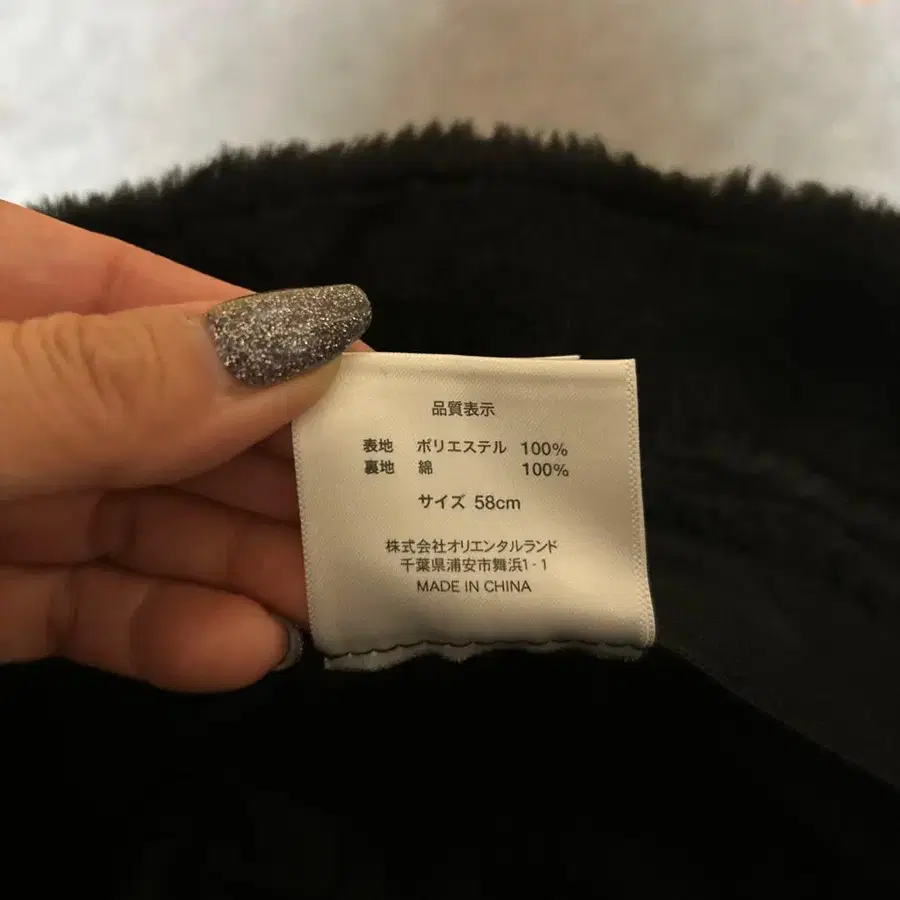 品質表示
表地 ポリエステル 100%
裏地 綿 100%
サイズ 58cm
株式会社オリエンタルランド
千葉県浦安市舞浜1-1
MADE IN CHINA